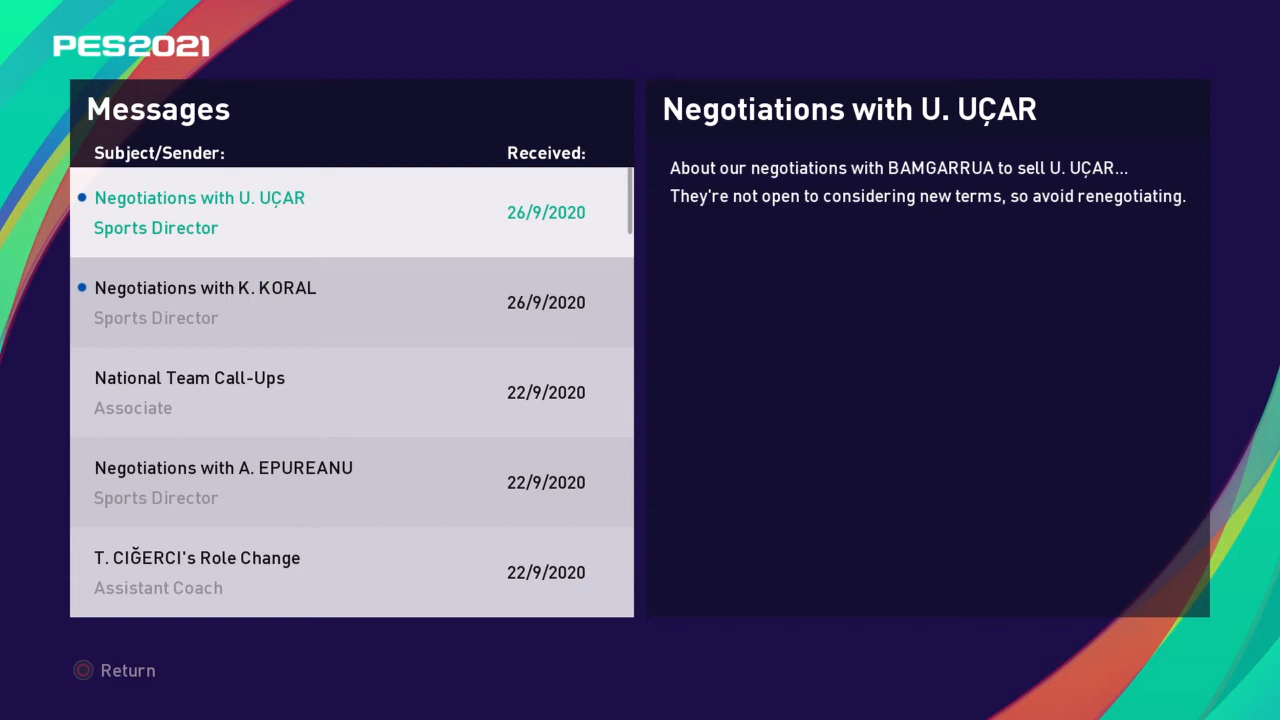 PES2021
Messages
Subject/Sender: Received:
Negotiations with U. UÇAR
Sports Director
26/9/2020
Negotiations with K. KORAL
Sports Director
26/9/2020
National Team Call-Ups
Associate
22/9/2020
Negotiations with A. EPUREANU
Sports Director
22/9/2020
T. CIĞERCI's Role Change
Assistant Coach
22/9/2020
Negotiations with U. UÇAR
About our negotiations with BAMGARRUA to sell U. UÇAR...
They're not open to considering new terms, so avoid renegotiating.
Return